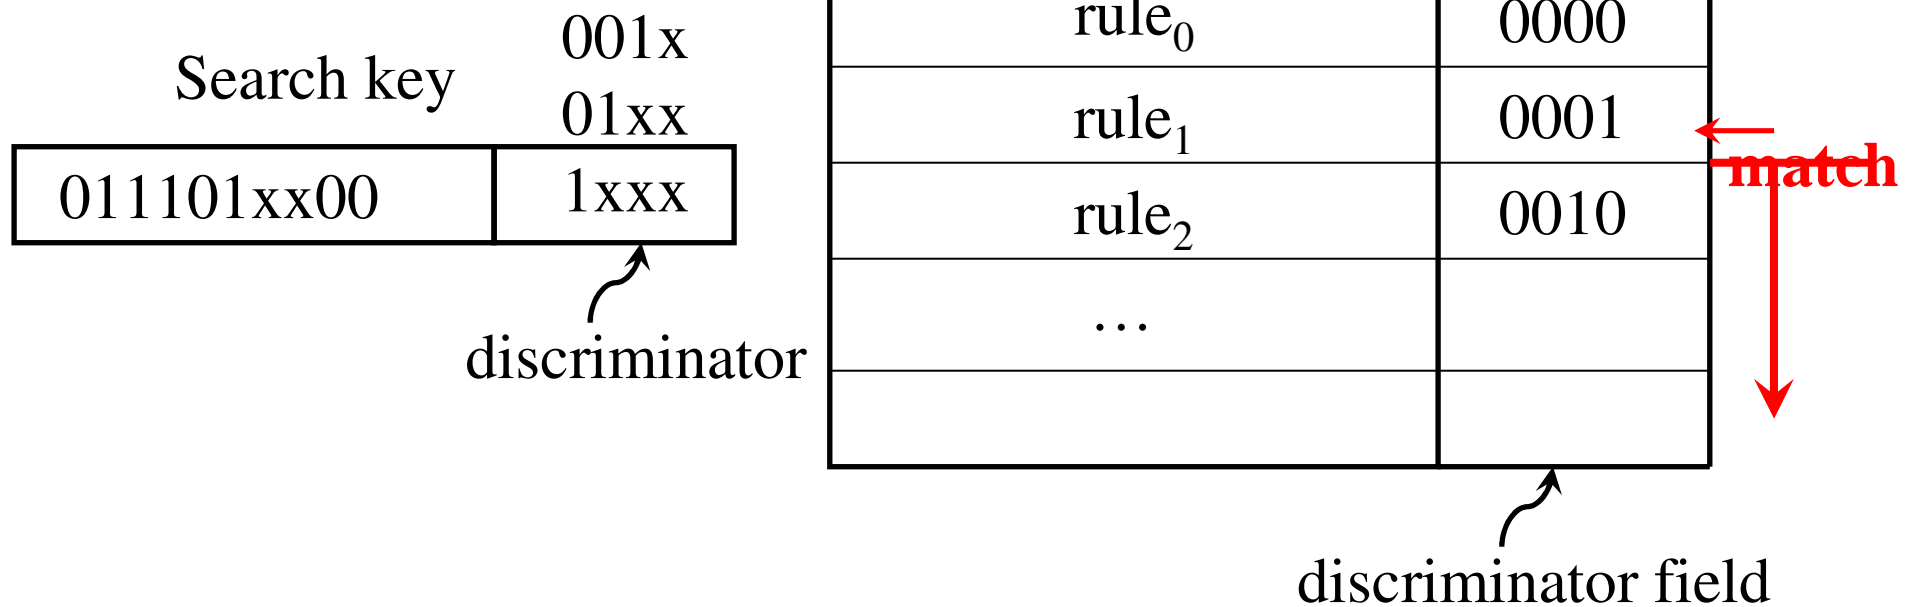 001x
Search key
01xx
011101xx00 1xxx
discriminator
rule0 0000
rule1 0001
match
rule2 0010
...
discriminator field